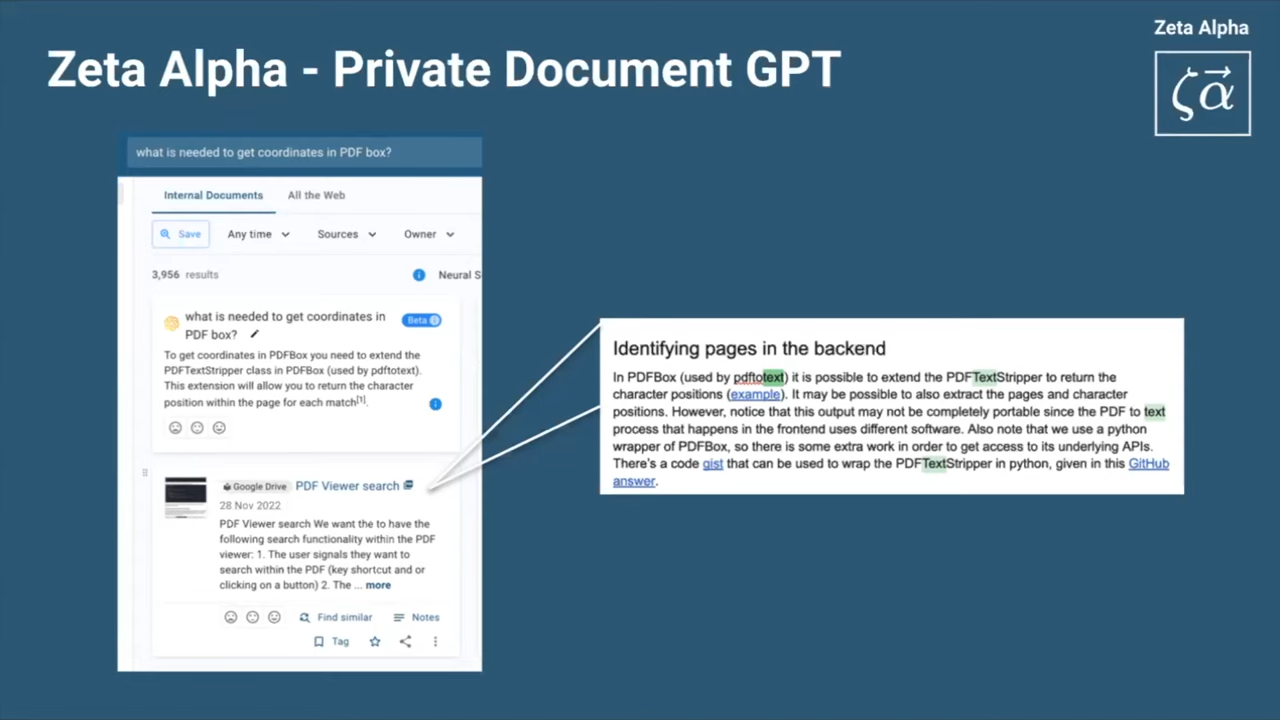 Zeta Alpha
Zeta Alpha - Private Document GPT
ζα
what is needed to get coordinates in PDF box?
Internal Documents All the Web
Save Any time Sources Owner
3,956 results Neural S
what is needed to get coordinates in
PDF box? Beta
To get coordinates in PDFBox you need to extend the
PDFTextStripper class in PDFBox (used by pdftotext).
This extension will allow you to return the character
position within the page for each match[1].
Google Drive PDF Viewer search
28 Nov 2022
PDF Viewer search We want the to have the
following search functionality within the PDF
viewer: 1. The user signals they want to
search within the PDF (key shortcut and or
clicking on a button) 2. The ... more
Find similar Notes
Tag
Identifying pages in the backend
In PDFBox (used by pdftotext) it is possible to extend the PDFTextStripper to return the
character positions (example). It may be possible to also extract the pages and character
positions. However, notice that this output may not be completely portable since the PDF to text
process that happens in the frontend uses different software. Also note that we use a python
wrapper of PDFBox, so there is some extra work in order to get access to its underlying APIs.
There's a code gist that can be used to wrap the PDFTextStripper in python, given in this GitHub
answer.